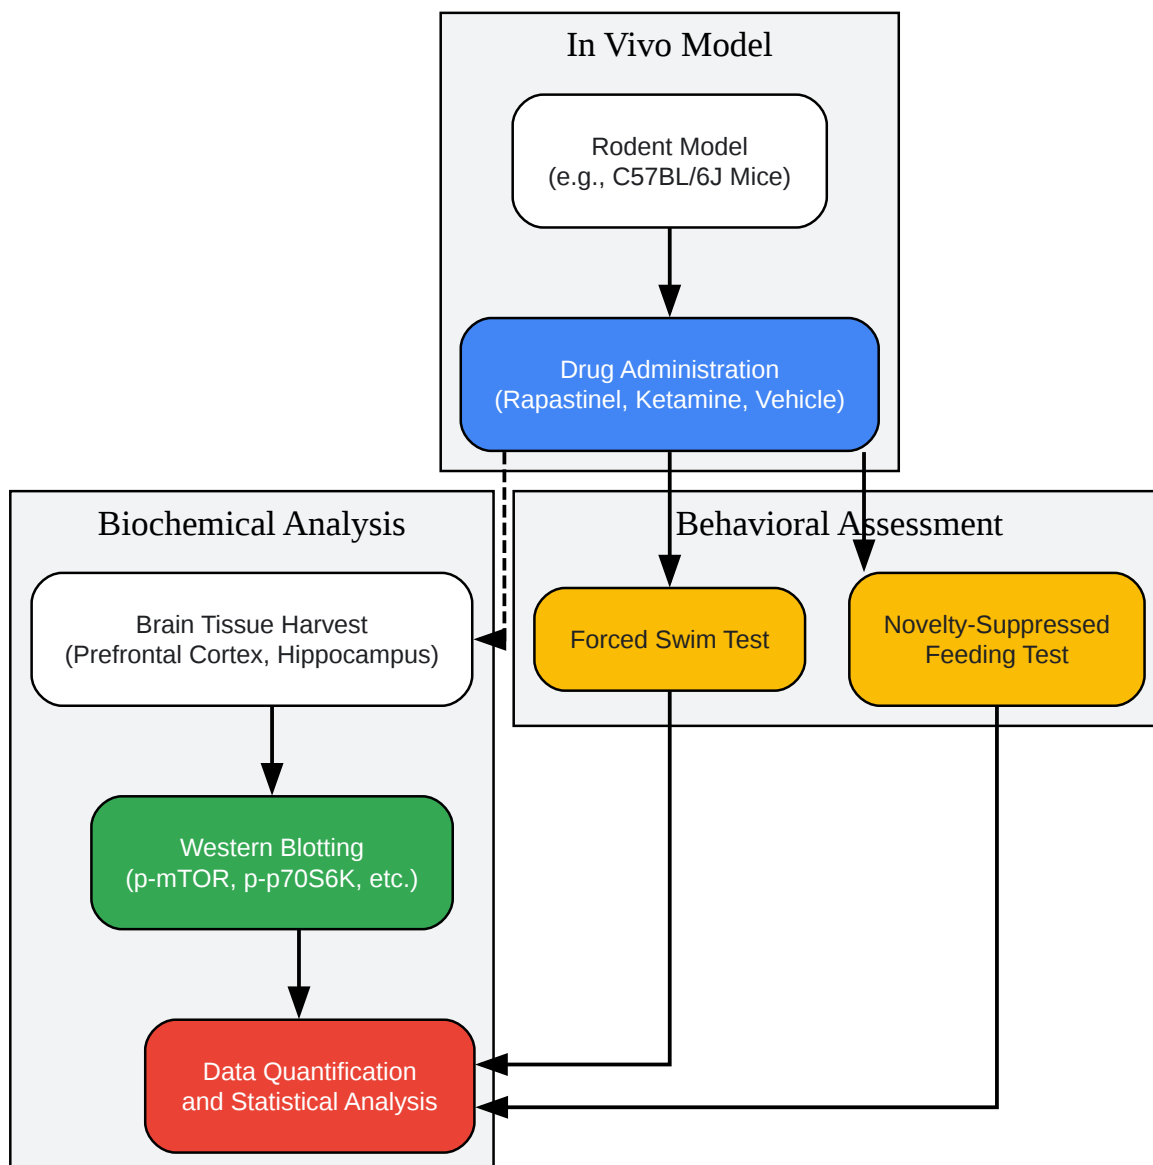 In Vivo Model
Rodent Model
(e.g., C57BL/6J Mice)
Drug Administration
(Rapastinel, Ketamine, Vehicle)
Biochemical Analysis
Brain Tissue Harvest
(Prefrontal Cortex, Hippocampus)
Western Blotting
(p-mTOR, p-p70S6K, etc.)
Data Quantification
and Statistical Analysis
Behavioral Assessment
Forced Swim Test
Novelty-Suppressed
Feeding Test